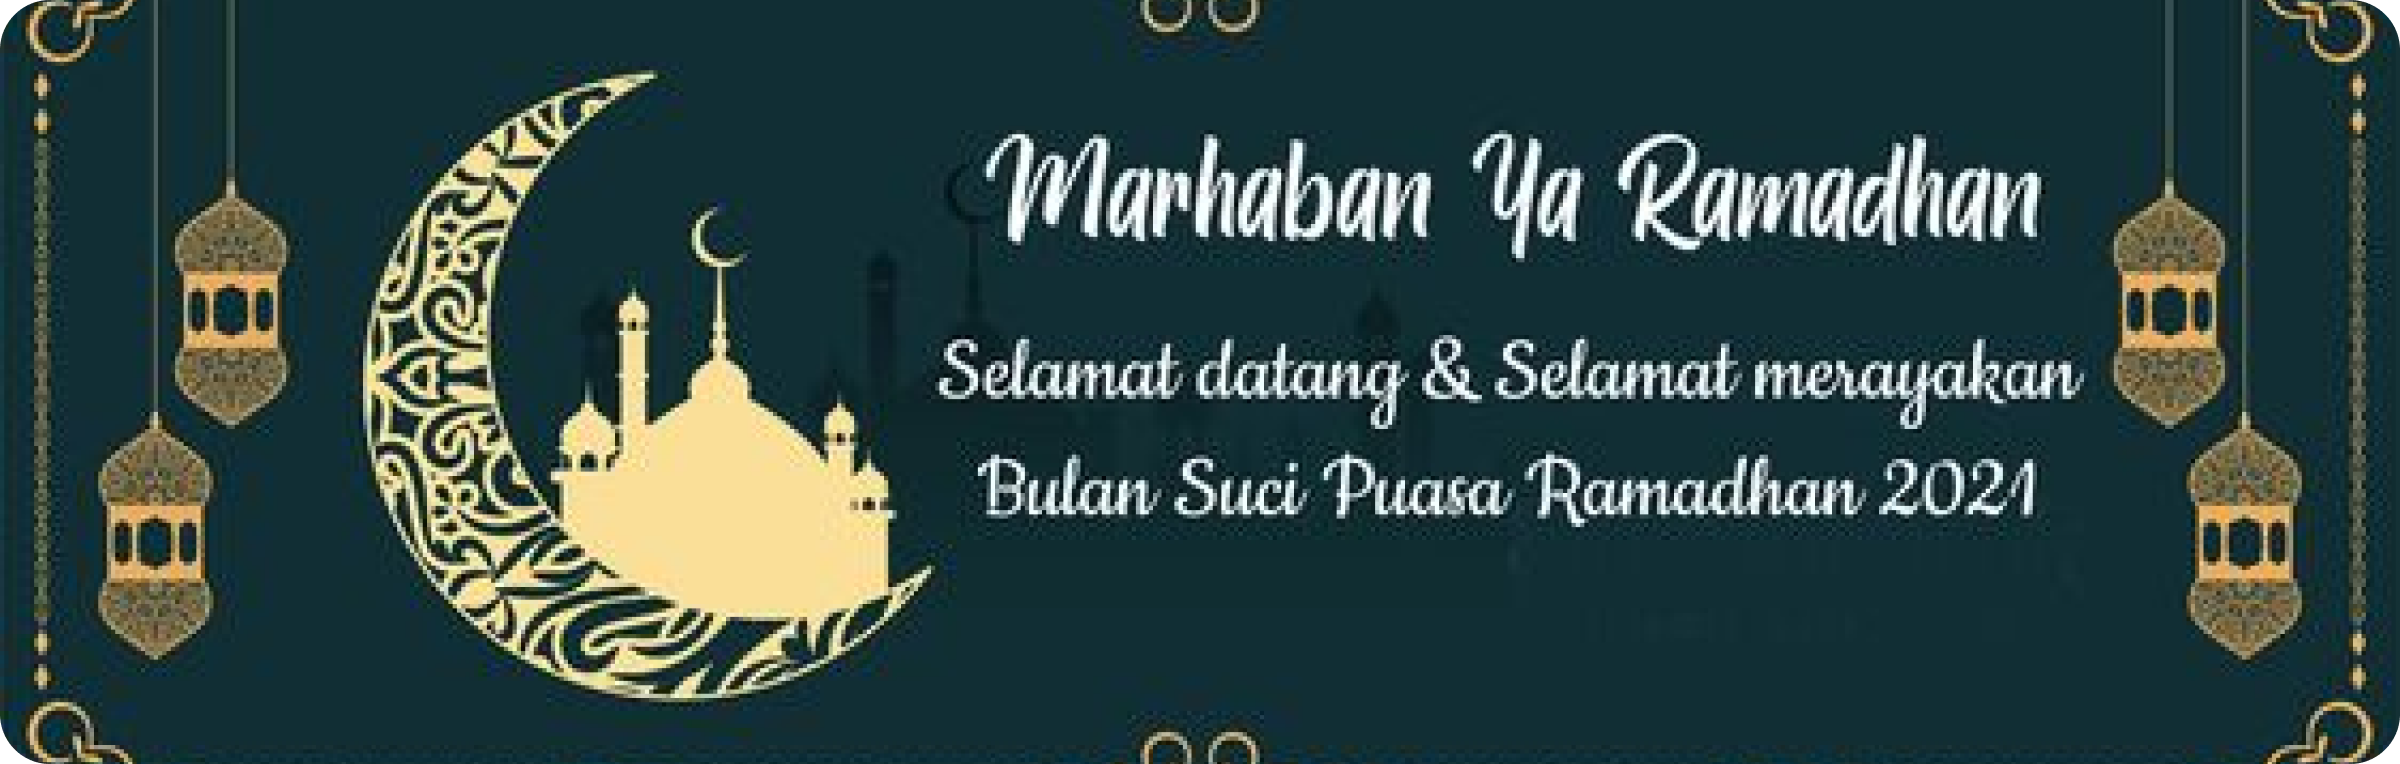 Marhaban Ya Ramadhan
Selamat datang & Selamat merayakan
Bulan Suci Puasa Ramadhan 2021